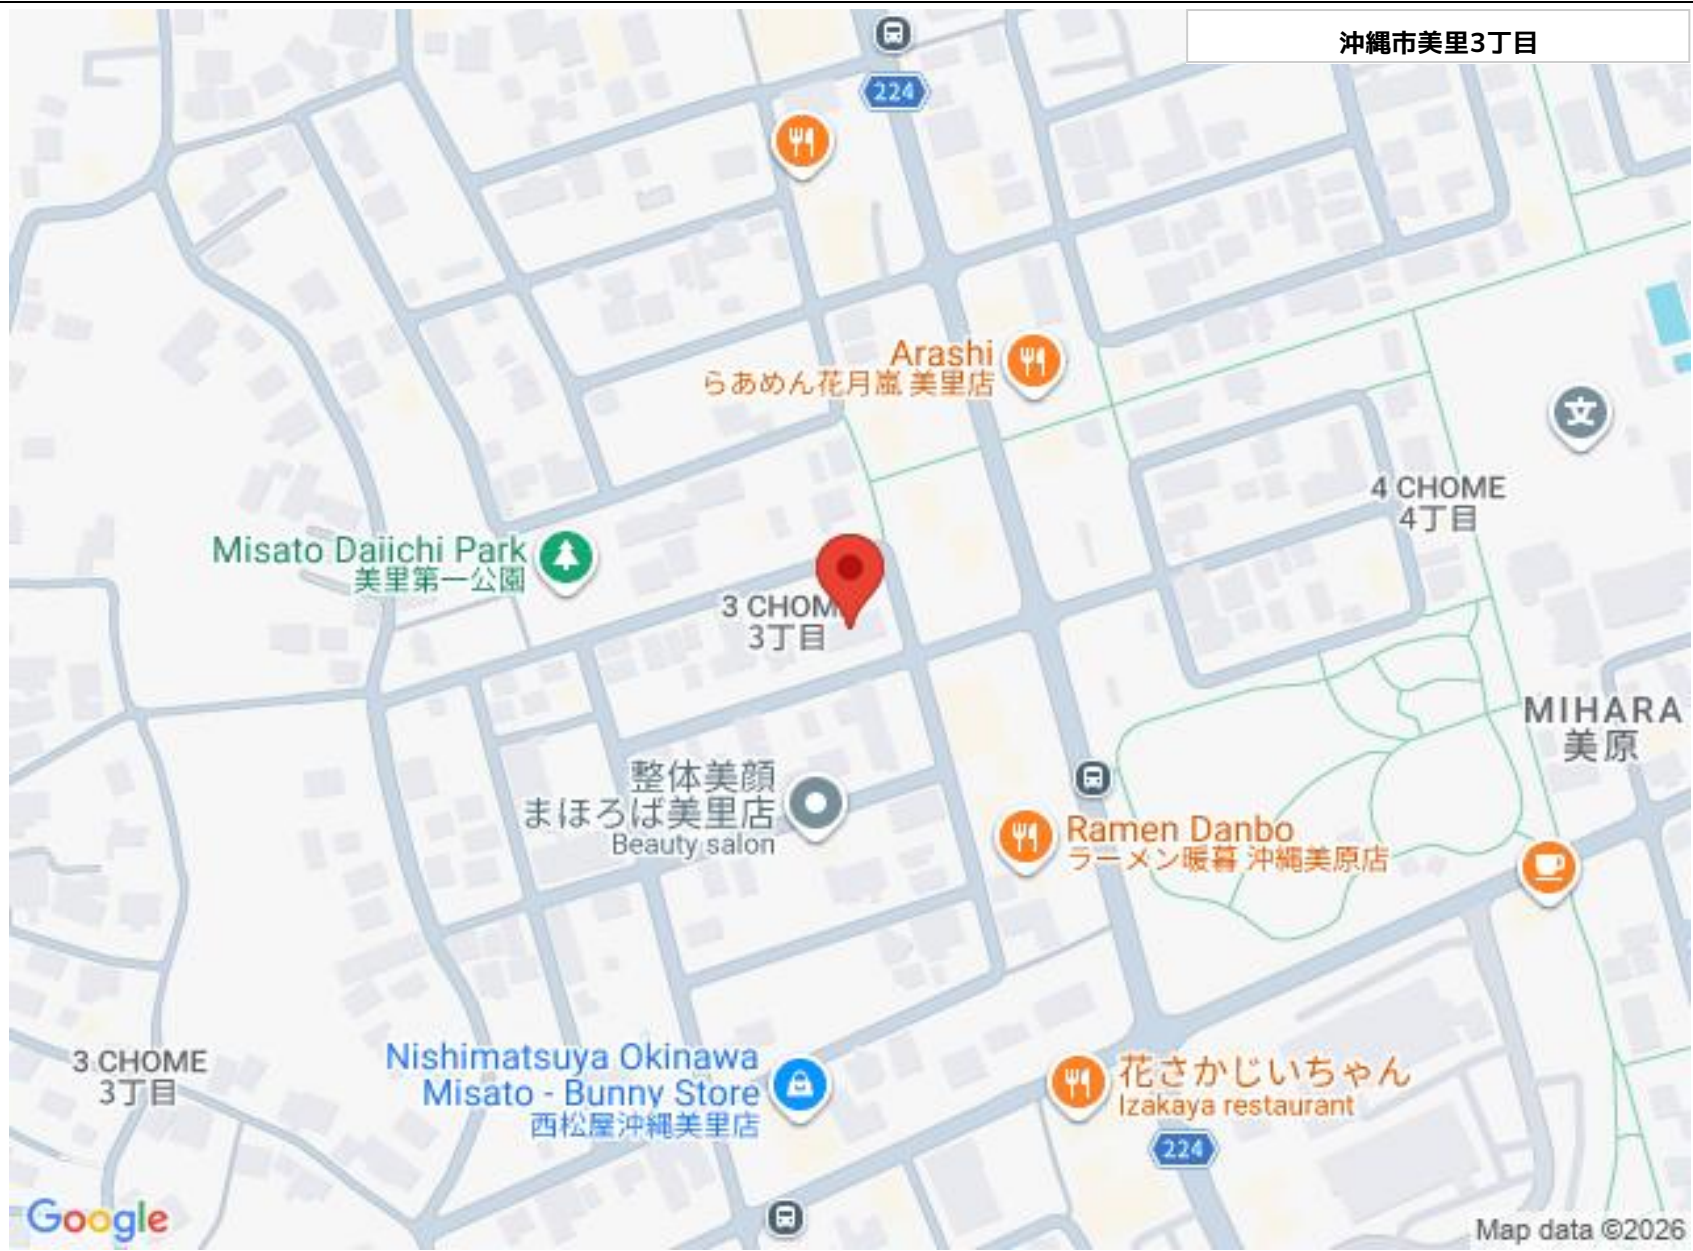 沖縄市美里3丁目
224
Arashi
らあめん花月嵐 美里店
文
4 CHOME
4丁目
Misato Daiichi Park
美里第一公園
3 CHOM
3丁目
MIHARA
美原
整体美顔
まほろば美里店
Beauty salon
Ramen Danbo
ラーメン暖暮 沖縄美原店
3 CHOME
3丁目
Nishimatsuya Okinawa
Misato - Bunny Store
西松屋沖縄美里店
花さかじいちゃん
Izakaya restaurant
224
Google
Map data ©2026